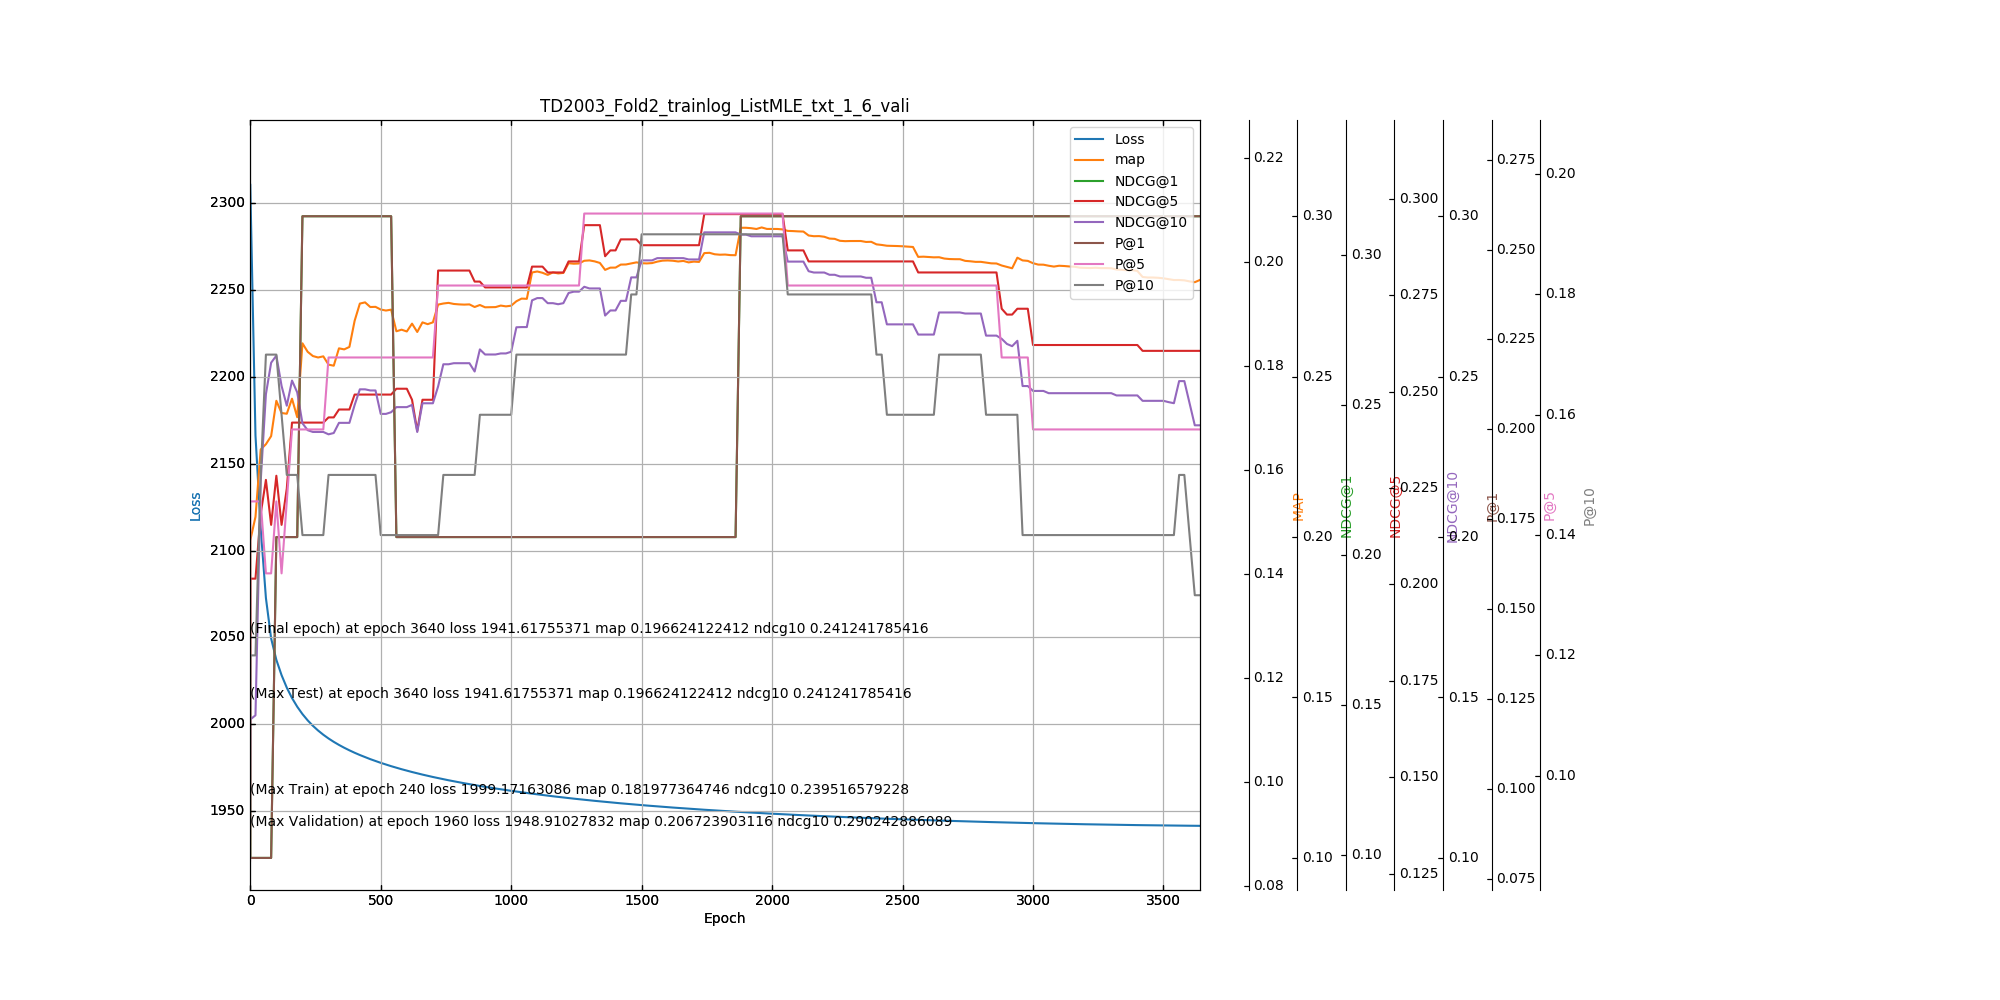 TD2003_Fold2_trainlog_ListMLE_txt_1_6_vali
Loss
map
NDCG@1
NDCG@5
NDCG@10
P@1
P@5
P@10
2300
2250
2200
2150
2100
2050
2000
1950
Loss
(Final epoch) at epoch 3640 loss 1941.61755371 map 0.196624122412 ndcg10 0.241241785416
(Max Test) at epoch 3640 loss 1941.61755371 map 0.196624122412 ndcg10 0.241241785416
(Max Train) at epoch 240 loss 1999.17163086 map 0.181977364746 ndcg10 0.239516579228
(Max Validation) at epoch 1960 loss 1948.91027832 map 0.206723903116 ndcg10 0.290242886089
0 500 1000 1500 2000 2500 3000 3500
Epoch
0.22
0.20
0.18
0.16
0.14
0.12
0.10
0.08
MAP
0.30
0.25
0.20
0.15
0.10
NDCG@1
0.30
0.25
0.20
0.15
0.10
NDCG@5
0.300
0.275
0.250
0.225
0.200
0.175
0.150
0.125
NDCG@10
0.30
0.25
0.20
0.15
0.10
P@1
0.275
0.250
0.225
0.200
0.175
0.150
0.125
0.100
0.075
P@5
0.20
0.18
0.16
0.14
0.12
0.10
P@10